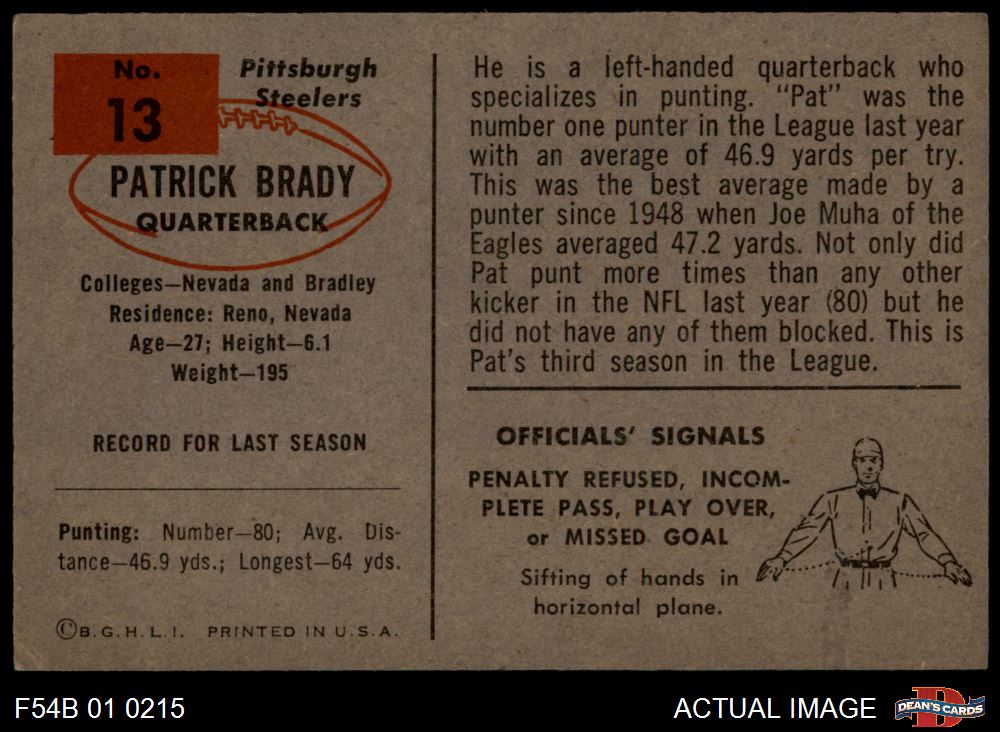 No.
13
Pittsburgh
Steelers
PATRICK BRADY
QUARTERBACK
Colleges—Nevada and Bradley
Residence: Reno, Nevada
Age—27; Height—6.1
Weight—195
RECORD FOR LAST SEASON
Punting: Number—80; Avg. Dis-
tance—46.9 yds.; Longest—64 yds.
©B.G.H.L.I. PRINTED IN U.S.A.
He is a left-handed quarterback who
specializes in punting. "Pat" was the
number one punter in the League last year
with an average of 46.9 yards per try.
This was the best average made by a
punter since 1948 when Joe Muha of the
Eagles averaged 47.2 yards. Not only did
Pat punt more times than any other
kicker in the NFL last year (80) but he
did not have any of them blocked. This is
Pat's third season in the League.
OFFICIALS' SIGNALS
PENALTY REFUSED, INCOM-
PLETE PASS, PLAY OVER,
or MISSED GOAL
Sifting of hands in
horizontal plane.
F54B 01 0215
ACTUAL IMAGE
D
DEAN'S CARDS